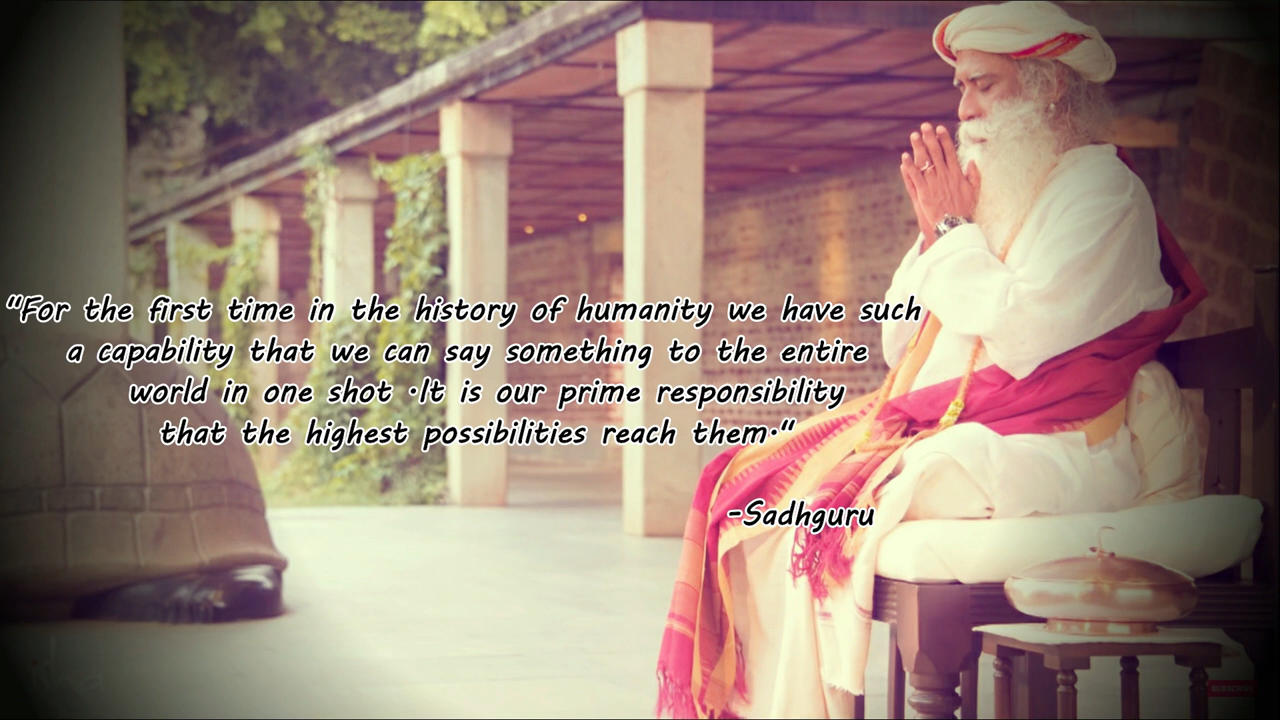 “For the first time in the history of humanity we have such
a capability that we can say something to the entire
world in one shot .It is our prime responsibility
that the highest possibilities reach them.“
-Sadhguru
SUBSCRIBE